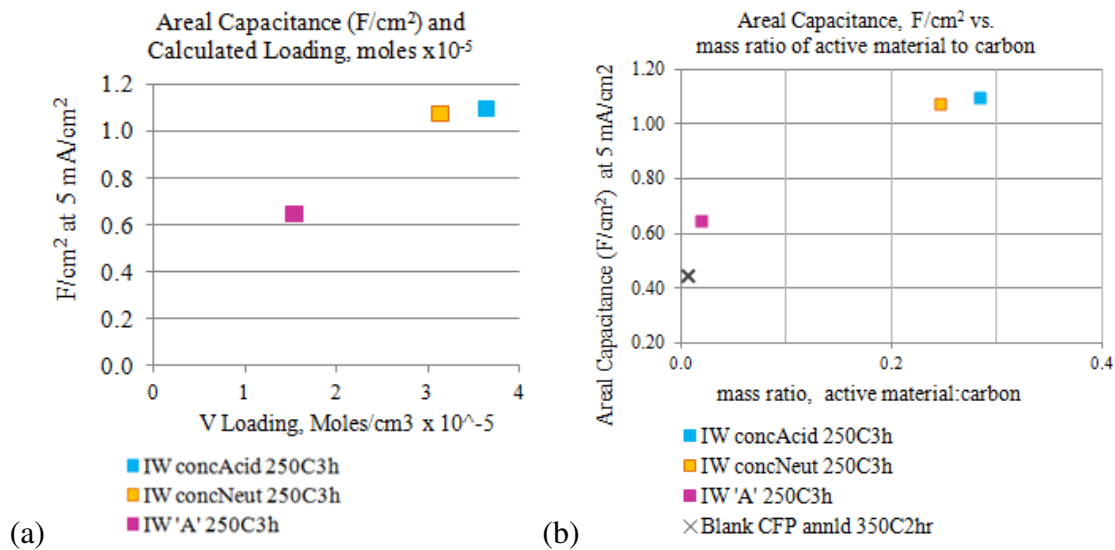 Areal Capacitance (F/cm²) and
Calculated Loading, moles x10⁻⁵
F/cm² at 5 mA/cm²
1.2
1.0
0.8
0.6
0.4
0.2
0.0
0 1 2 3 4
V Loading, Moles/cm3 x 10^-5
IW concAcid 250C3h
IW concNeut 250C3h
IW 'A' 250C3h
(a)
Areal Capacitance, F/cm² vs.
mass ratio of active material to carbon
Areal Capacitance (F/cm²) at 5 mA/cm2
1.20
1.00
0.80
0.60
0.40
0.20
0.0 0.2 0.4
mass ratio, active material:carbon
IW concAcid 250C3h
IW concNeut 250C3h
IW 'A' 250C3h
Blank CFP annld 350C2hr
(b)